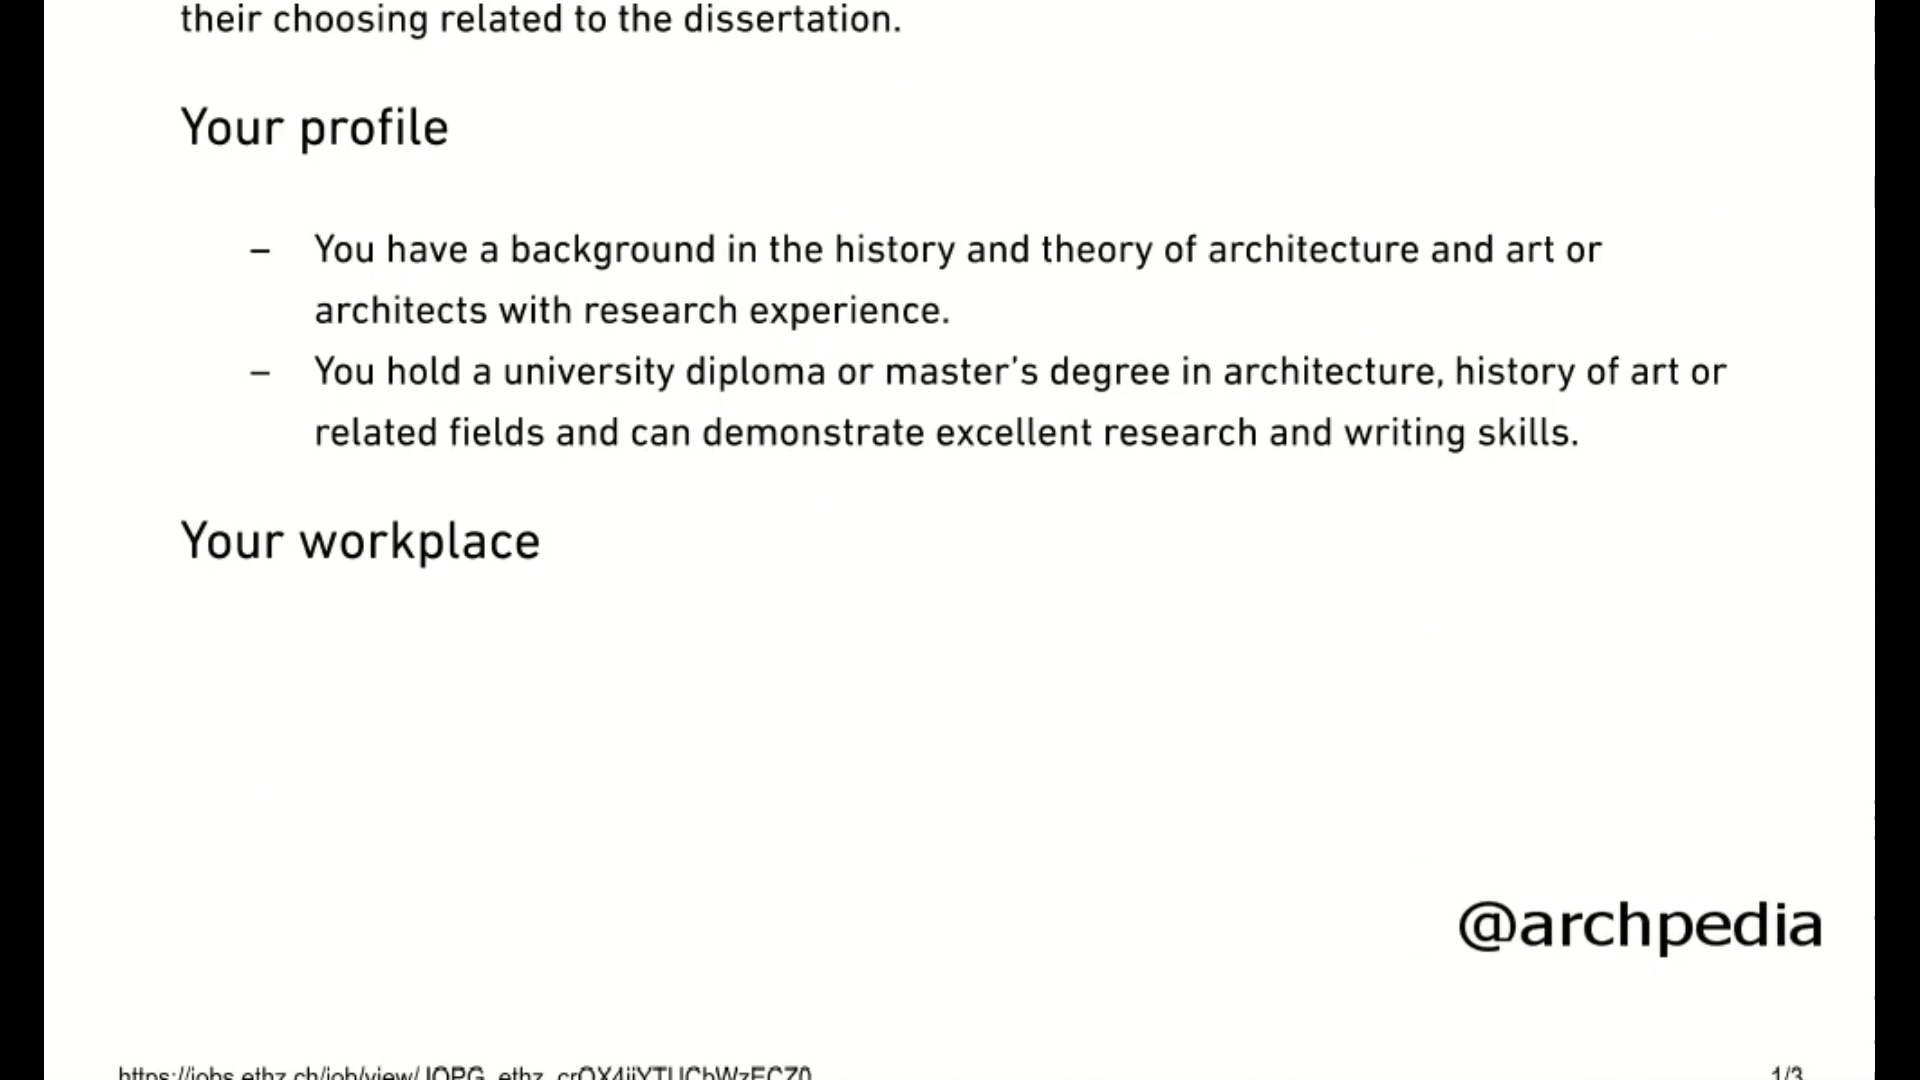 their choosing related to the dissertation.
Your profile
– You have a background in the history and theory of architecture and art or
architects with research experience.
– You hold a university diploma or master's degree in architecture, history of art or
related fields and can demonstrate excellent research and writing skills.
Your workplace
@archpedia
1/3